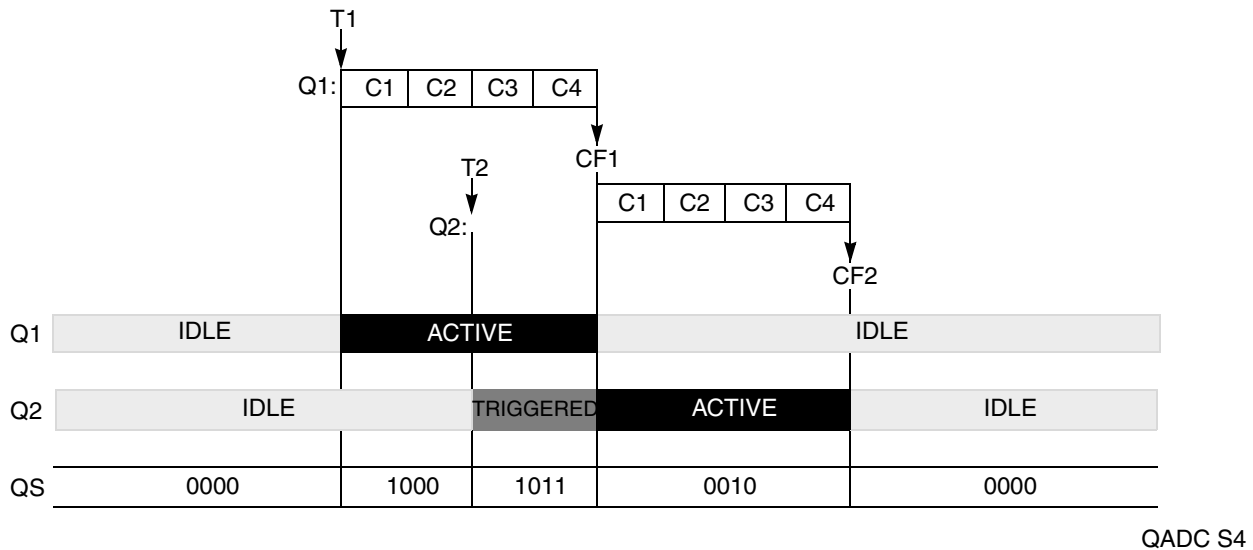 T1
Q1: C1 C2 C3 C4
CF1
T2
C1 C2 C3 C4
Q2:
CF2
Q1 IDLE ACTIVE IDLE
Q2 IDLE TRIGGERED ACTIVE IDLE
QS 0000 1000 1011 0010 0000
QADC S4